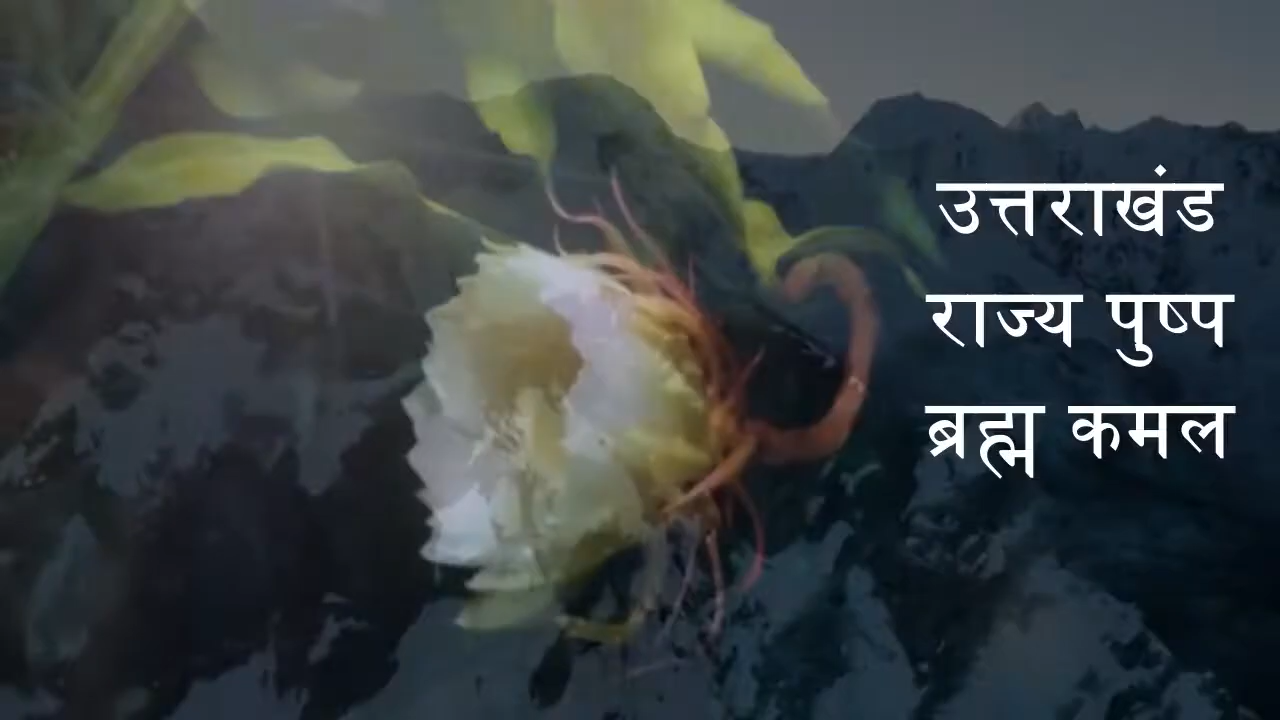 उत्तराखंड
राज्य पुष्प
ब्रह्म कमल